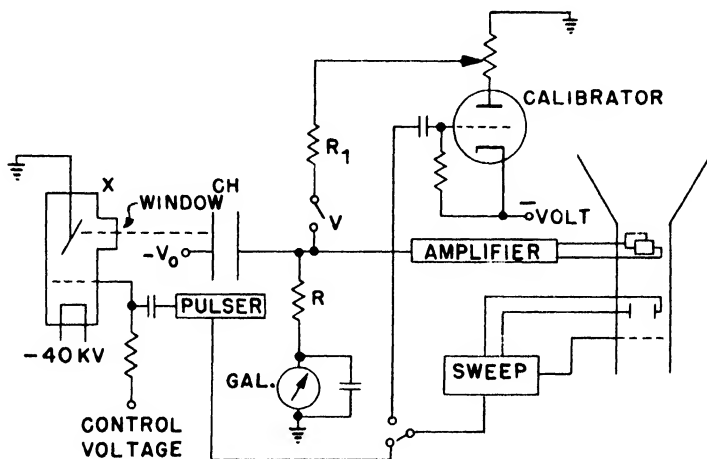 CALIBRATOR
R1
X
CH
WINDOW
V
– VOLT
-V0
AMPLIFIER
PULSER
R
-40KV
GAL.
SWEEP
CONTROL
VOLTAGE